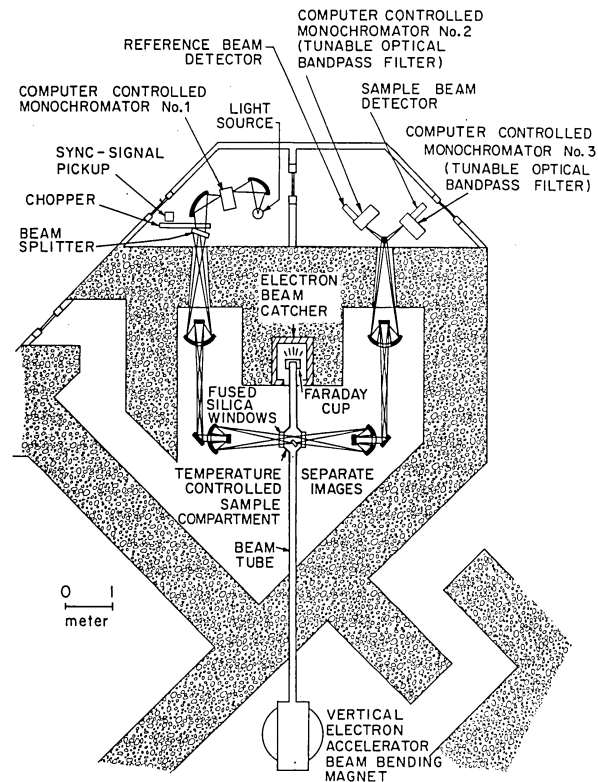 COMPUTER CONTROLLED
MONOCHROMATOR No.2
(TUNABLE OPTICAL
BANDPASS FILTER)
REFERENCE BEAM
DETECTOR
SAMPLE BEAM
DETECTOR
COMPUTER CONTROLLED
MONOCHROMATOR No.1
LIGHT
SOURCE
COMPUTER CONTROLLED
MONOCHROMATOR No.3
(TUNABLE OPTICAL
BANDPASS FILTER)
SYNC-SIGNAL
PICKUP
CHOPPER
BEAM
SPLITTER
ELECTRON
BEAM
CATCHER
FUSED
SILICA
WINDOWS
FARADAY
CUP
TEMPERATURE
CONTROLLED
SAMPLE
COMPARTMENT
SEPARATE
IMAGES
BEAM
TUBE
0 1
meter
VERTICAL
ELECTRON
ACCELERATOR
BEAM BENDING
MAGNET